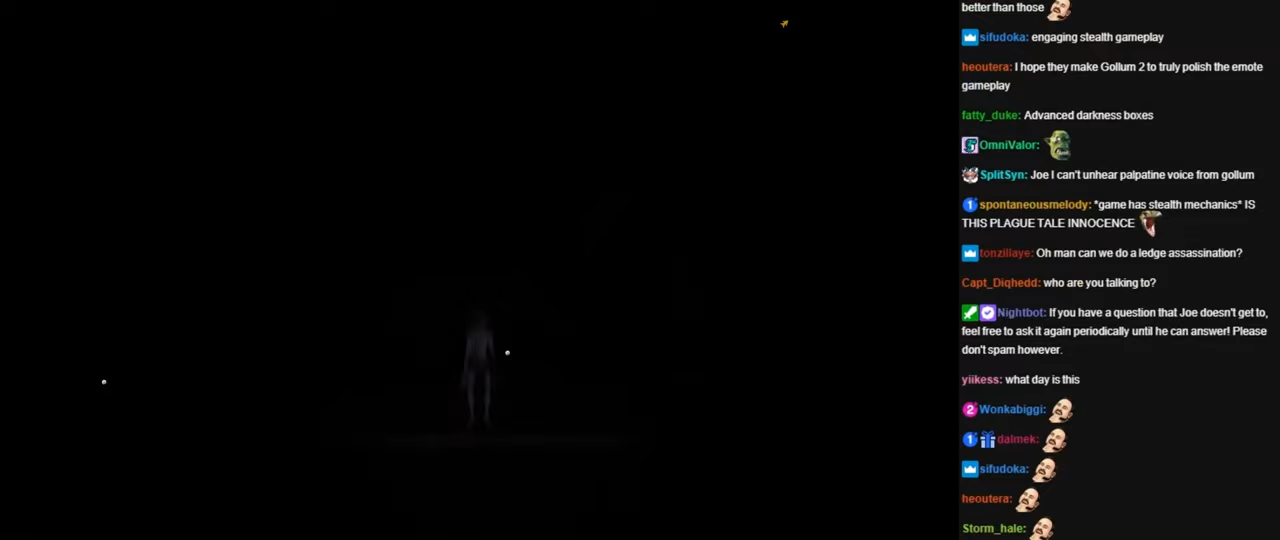 better than those
sifudoka: engaging stealth gameplay
heoutera: I hope they make Gollum 2 to truly polish the emote
gameplay
fatty_duke: Advanced darkness boxes
OmniValor:
SplitSyn: Joe I can't unhear palpatine voice from gollum
1 spontaneousmelody: *game has stealth mechanics* IS
THIS PLAGUE TALE INNOCENCE
tonzillaye: Oh man can we do a ledge assassination?
Capt_Diqhedd: who are you talking to?
Nightbot: If you have a question that Joe doesn't get to,
feel free to ask it again periodically until he can answer! Please
don't spam however.
yiikess: what day is this
2 Wonkabiggi:
1 dalmek:
sifudoka:
heoutera:
Storm_hale: